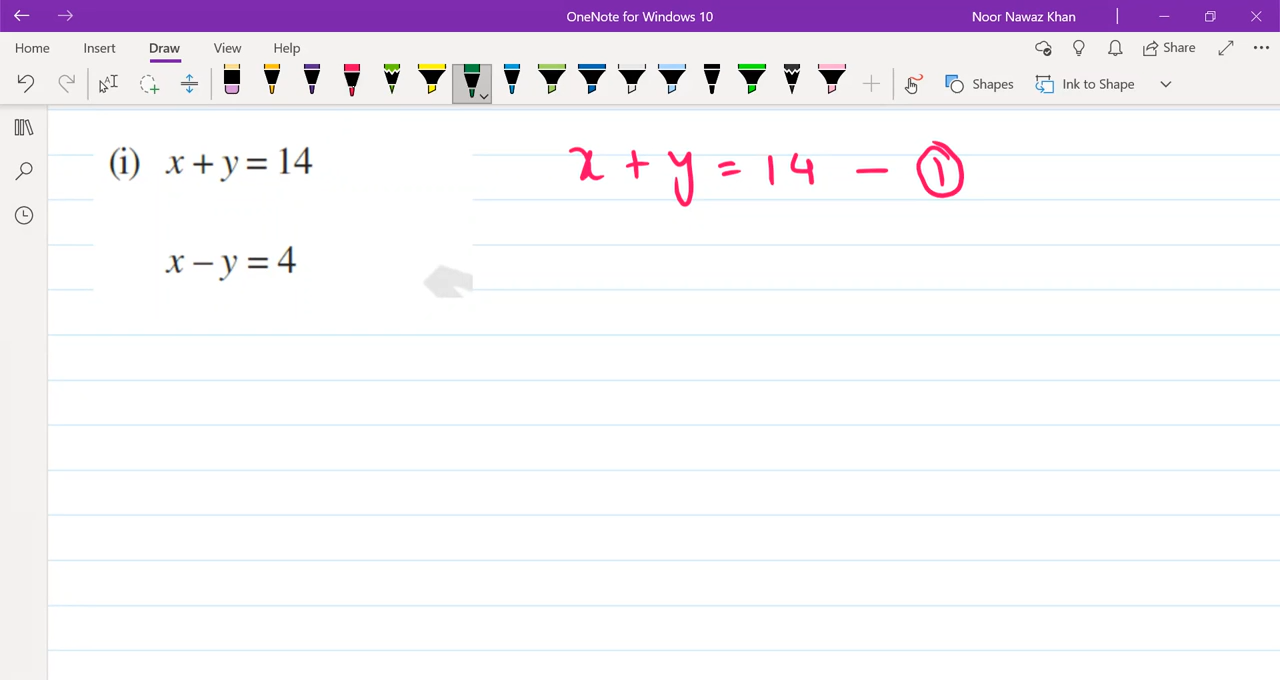 OneNote for Windows 10
Noor Nawaz Khan
Home Insert Draw View Help
Share
Shapes
Ink to Shape
(i) x + y = 14
x + y = 14 - ①
x − y = 4